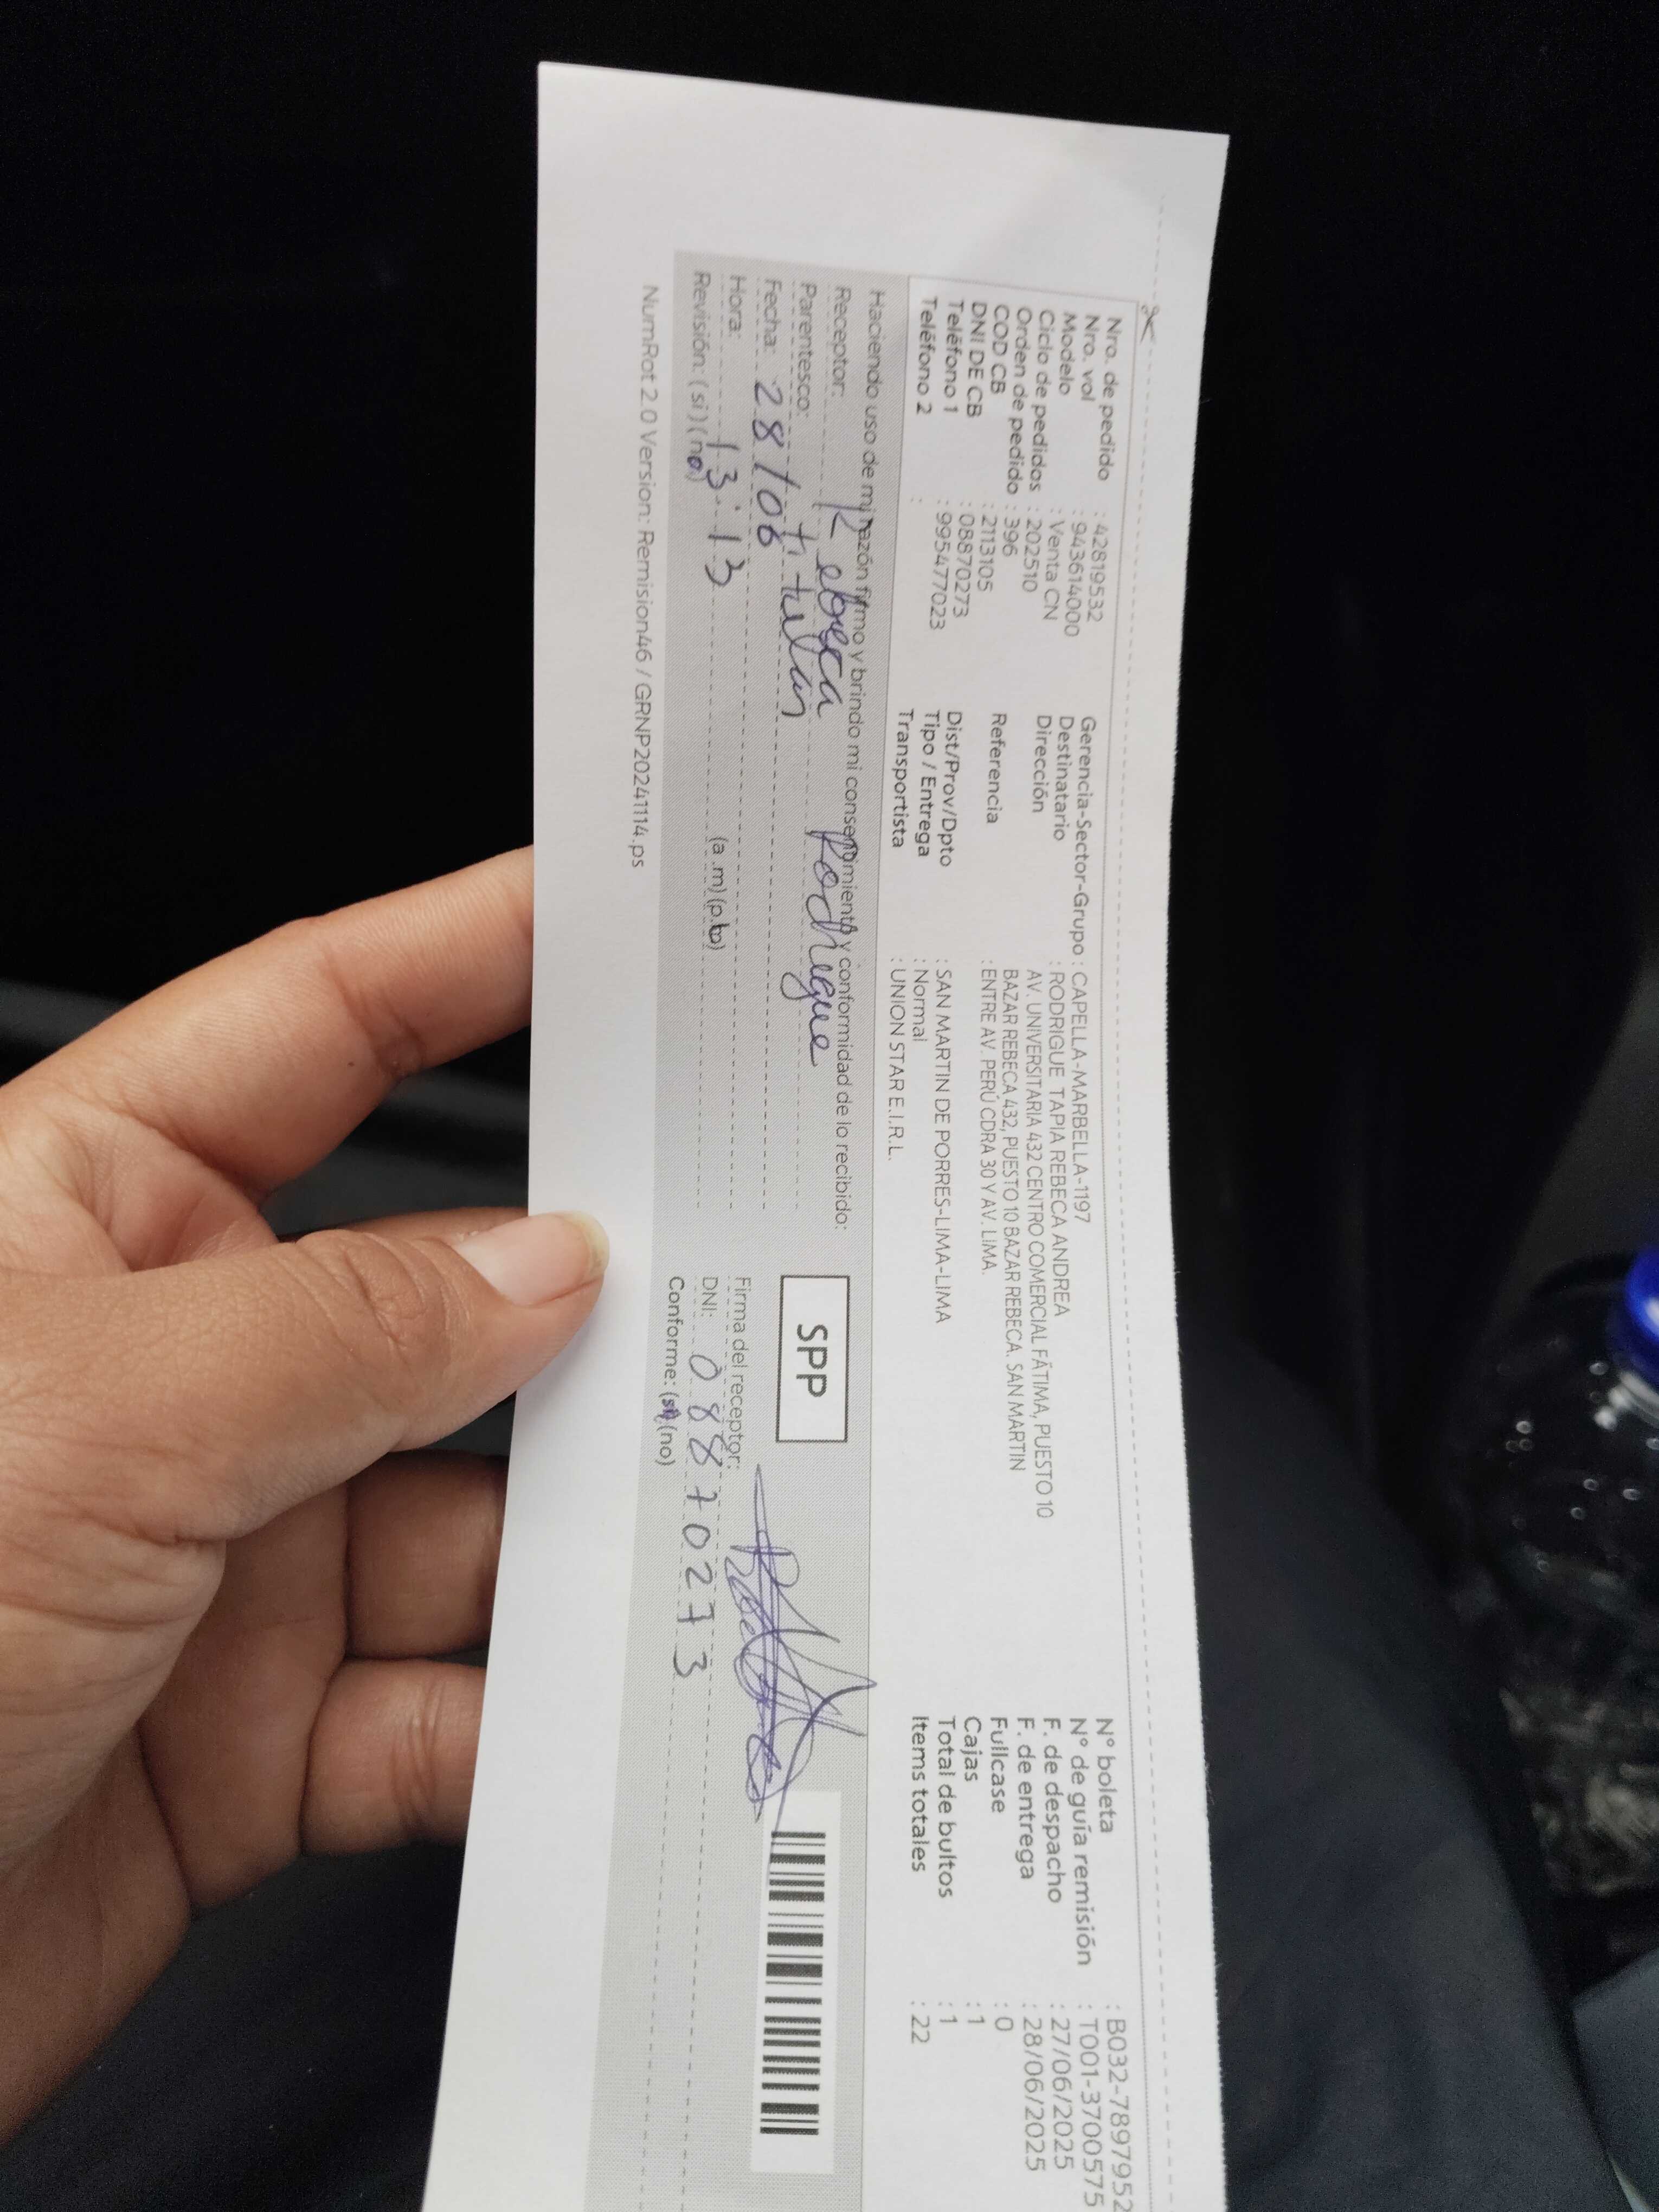 Nro. de pedido : 42819532
Nro. vol : 943614000
Modelo : Venta CN
Ciclo de pedidos : 202510
Orden de pedido : 396
COD CB : 2113105
DNI DE CB : 08870273
Teléfono 1 : 995477023
Teléfono 2 :
Gerencia-Sector-Grupo : CAPELLA-MARBELLA-1197
Destinatario : RODRIGUE TAPIA REBECA ANDREA
Dirección AV. UNIVERSITARIA 432 CENTRO COMERCIAL FÁTIMA, PUESTO 10
BAZAR REBECA 432, PUESTO 10 BAZAR REBECA. SAN MARTIN
Referencia : ENTRE AV. PERÚ CDRA 30 Y AV. LIMA.
Dist/Prov/Dpto : SAN MARTIN DE PORRES-LIMA-LIMA
Tipo / Entrega : Normal
Transportista : UNION STAR E.I.R.L.
N° boleta : B032-7897952
N° de guía remisión : T001-3700575
F. de despacho : 27/06/2025
F. de entrega : 28/06/2025
Fullcase : 0
Cajas : 1
Total de bultos : 1
Items totales : 22
Haciendo uso de mi razón firmo y brindo mi consentimiento y conformidad de lo recibido:
Receptor: Rebeca Rodrigue
Parentesco: titular
Fecha: 28/06
Hora: 13:13 (a.m) (p.m)
Revisión: (si) (no)
SPP
Firma del receptor:
DNI: 08870273
Conforme: (si) (no)
NumRot 2.0 Version: Remision46 / GRNP20241114.ps